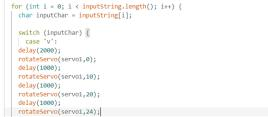 for (int i = 0; i < inputString.length(); i++) {
char inputChar = inputString[i];
switch (inputChar) {
case 'v':
delay(2000);
rotateServo(servo1,0);
delay(1000);
rotateServo(servo1,10);
delay(1000);
rotateServo(servo1,20);
delay(1000);
rotateServo(servo1,24);